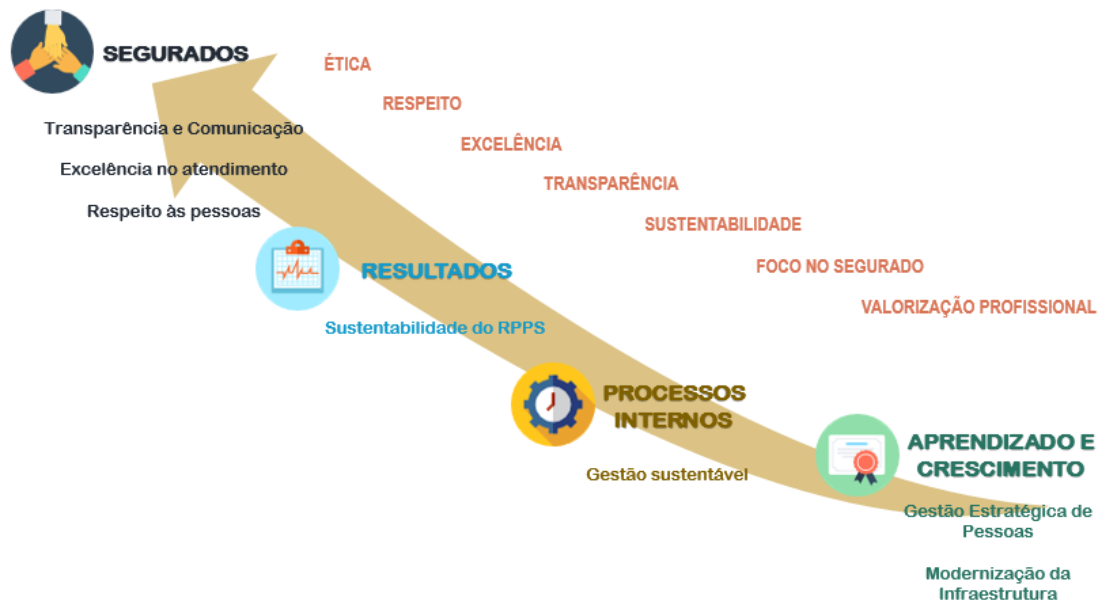 SEGURADOS
Transparência e Comunicação
Excelência no atendimento
Respeito às pessoas
ÉTICA
RESPEITO
EXCELÊNCIA
TRANSPARÊNCIA
SUSTENTABILIDADE
FOCO NO SEGURADO
VALORIZAÇÃO PROFISSIONAL
RESULTADOS
Sustentabilidade do RPPS
PROCESSOS
INTERNOS
Gestão sustentável
APRENDIZADO E
CRESCIMENTO
Gestão Estratégica de
Pessoas
Modernização da
Infraestrutura